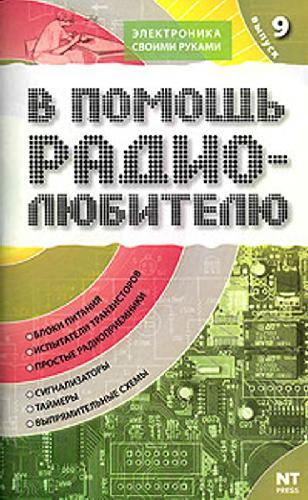 ЭЛЕКТРОНИКА
СВОИМИ РУКАМИ
выпуск 9
В ПОМОЩЬ
РАДИО-
ЛЮБИТЕЛЮ
БЛОКИ ПИТАНИЯ
ИСПЫТАТЕЛИ ТРАНЗИСТОРОВ
ПРОСТЫЕ РАДИОПРИЕМНИКИ
СИГНАЛИЗАТОРЫ
ТАЙМЕРЫ
ВЫПРЯМИТЕЛЬНЫЕ СХЕМЫ
NT
PRESS